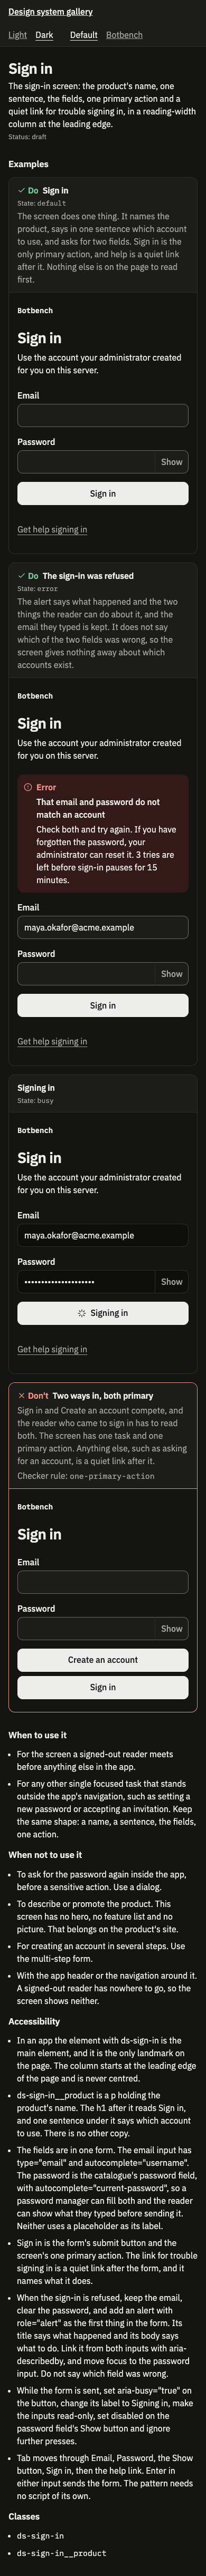 Design system gallery
Light Dark Default Botbench
Sign in
The sign-in screen: the product's name, one
sentence, the fields, one primary action and a
quiet link for trouble signing in, in a reading-width
column at the leading edge.
Status: draft
Examples
Do Sign in
State: default
The screen does one thing. It names the
product, says in one sentence which account
to use, and asks for two fields. Sign in is the
only primary action, and help is a quiet link
after it. Nothing else is on the page to read
first.
Botbench
Sign in
Use the account your administrator created
for you on this server.
Email
Password
Show
Sign in
Get help signing in
Do The sign-in was refused
State: error
The alert says what happened and the two
things the reader can do about it, and the
email they typed is kept. It does not say
which of the two fields was wrong, so the
screen gives nothing away about which
accounts exist.
Botbench
Sign in
Use the account your administrator created
for you on this server.
Error
That email and password do not
match an account
Check both and try again. If you have
forgotten the password, your
administrator can reset it. 3 tries are
left before sign-in pauses for 15
minutes.
Email
maya.okafor@acme.example
Password
Show
Sign in
Get help signing in
Signing in
State: busy
Botbench
Sign in
Use the account your administrator created
for you on this server.
Email
maya.okafor@acme.example
Password
Show
Signing in
Get help signing in
Don't Two ways in, both primary
Sign in and Create an account compete, and
the reader who came to sign in has to read
both. The screen has one task and one
primary action. Anything else, such as asking
for an account, is a quiet link after it.
Checker rule: one-primary-action
Botbench
Sign in
Email
Password
Show
Create an account
Sign in
When to use it
• For the screen a signed-out reader meets
before anything else in the app.
• For any other single focused task that stands
outside the app's navigation, such as setting a
new password or accepting an invitation. Keep
the same shape: a name, a sentence, the fields,
one action.
When not to use it
• To ask for the password again inside the app,
before a sensitive action. Use a dialog.
• To describe or promote the product. This
screen has no hero, no feature list and no
picture. That belongs on the product's site.
• For creating an account in several steps. Use
the multi-step form.
• With the app header or the navigation around it.
A signed-out reader has nowhere to go, so the
screen shows neither.
Accessibility
• In an app the element with ds-sign-in is the
main element, and it is the only landmark on
the page. The column starts at the leading edge
of the page and is never centred.
• ds-sign-in__product is a p holding the
product's name. The h1 after it reads Sign in,
and one sentence under it says which account
to use. There is no other copy.
• The fields are in one form. The email input has
type="email" and autocomplete="username".
The password is the catalogue's password field,
with autocomplete="current-password", so a
password manager can fill both and the reader
can show what they typed before sending it.
Neither uses a placeholder as its label.
• Sign in is the form's submit button and the
screen's one primary action. The link for trouble
signing in is a quiet link after the form, and it
names what it does.
• When the sign-in is refused, keep the email,
clear the password, and add an alert with
role="alert" as the first thing in the form. Its
title says what happened and its body says
what to do. Link it from both inputs with aria-
describedby, and move focus to the password
input. Do not say which field was wrong.
• While the form is sent, set aria-busy="true" on
the button, change its label to Signing in, make
the inputs read-only, set disabled on the
password field's Show button and ignore
further presses.
• Tab moves through Email, Password, the Show
button, Sign in, then the help link. Enter in
either input sends the form. The pattern needs
no script of its own.
Classes
• ds-sign-in
• ds-sign-in__product